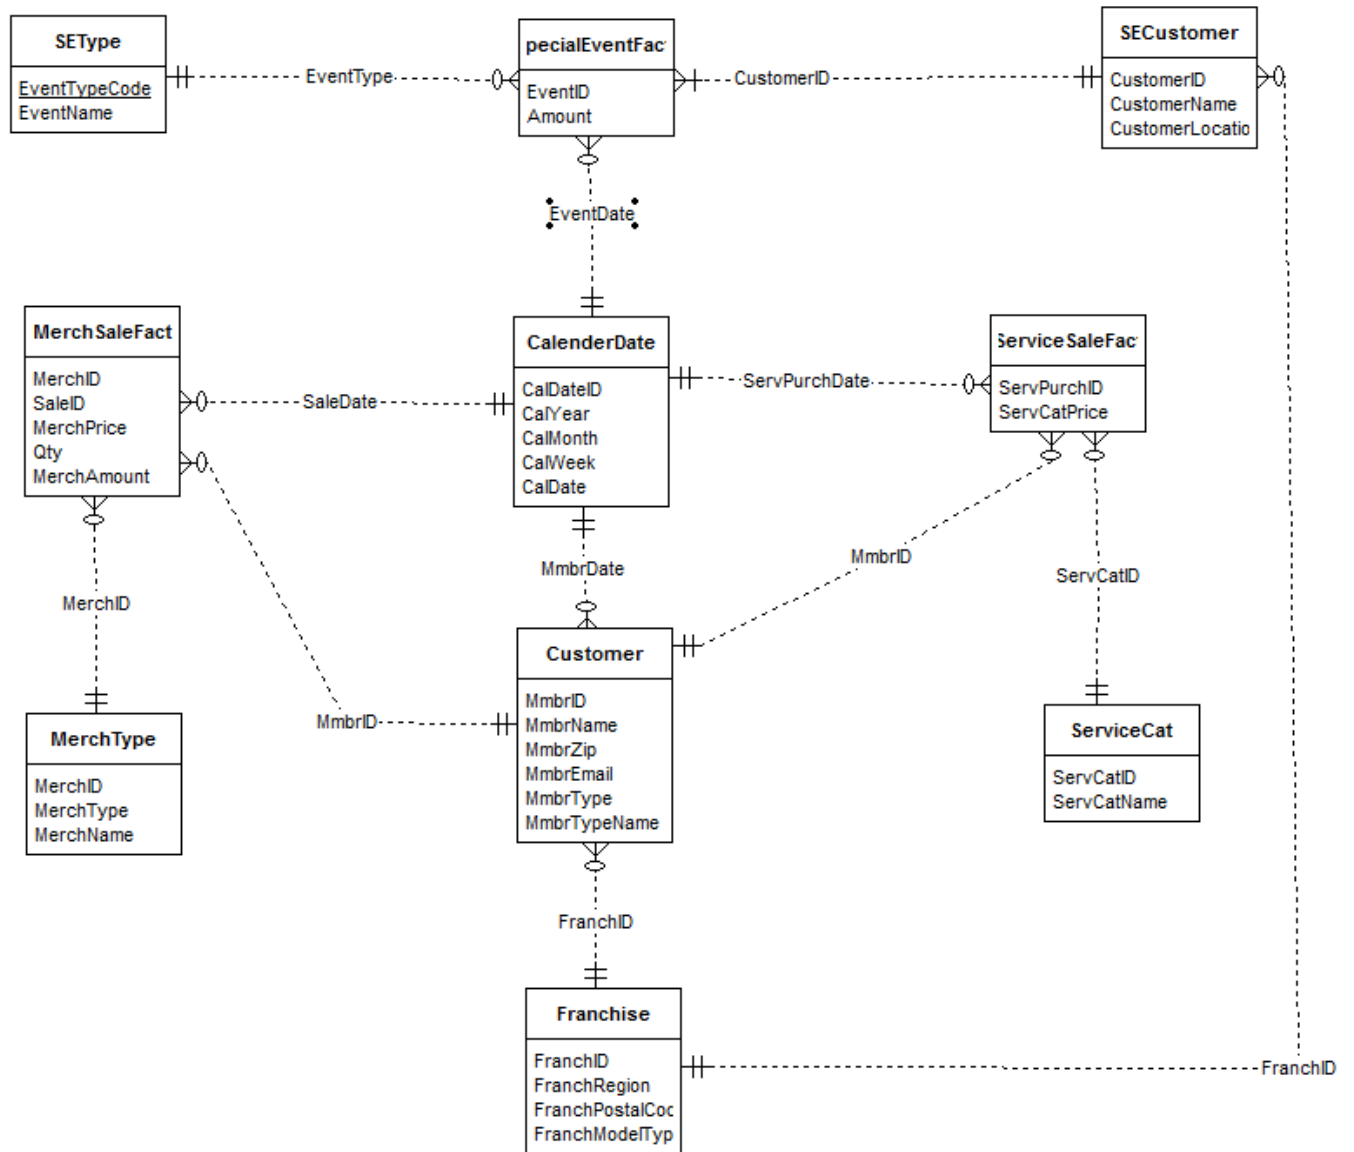 SEType
EventTypeCode
EventName
EventType
pecialEventFac
EventID
Amount
CustomerID
SECustomer
CustomerID
CustomerName
CustomerLocatio
EventDate
MerchSaleFact
MerchID
SaleID
MerchPrice
Qty
MerchAmount
SaleDate
CalenderDate
CalDateID
CalYear
CalMonth
CalWeek
CalDate
ServPurchDate
ServiceSaleFac
ServPurchID
ServCatPrice
MmbrDate
MmbrID
ServCatID
MerchID
MmbrID
MerchType
MerchID
MerchType
MerchName
Customer
MmbrID
MmbrName
MmbrZip
MmbrEmail
MmbrType
MmbrTypeName
ServiceCat
ServCatID
ServCatName
FranchID
Franchise
FranchID
FranchRegion
FranchPostalCoc
FranchModelTyp
FranchID